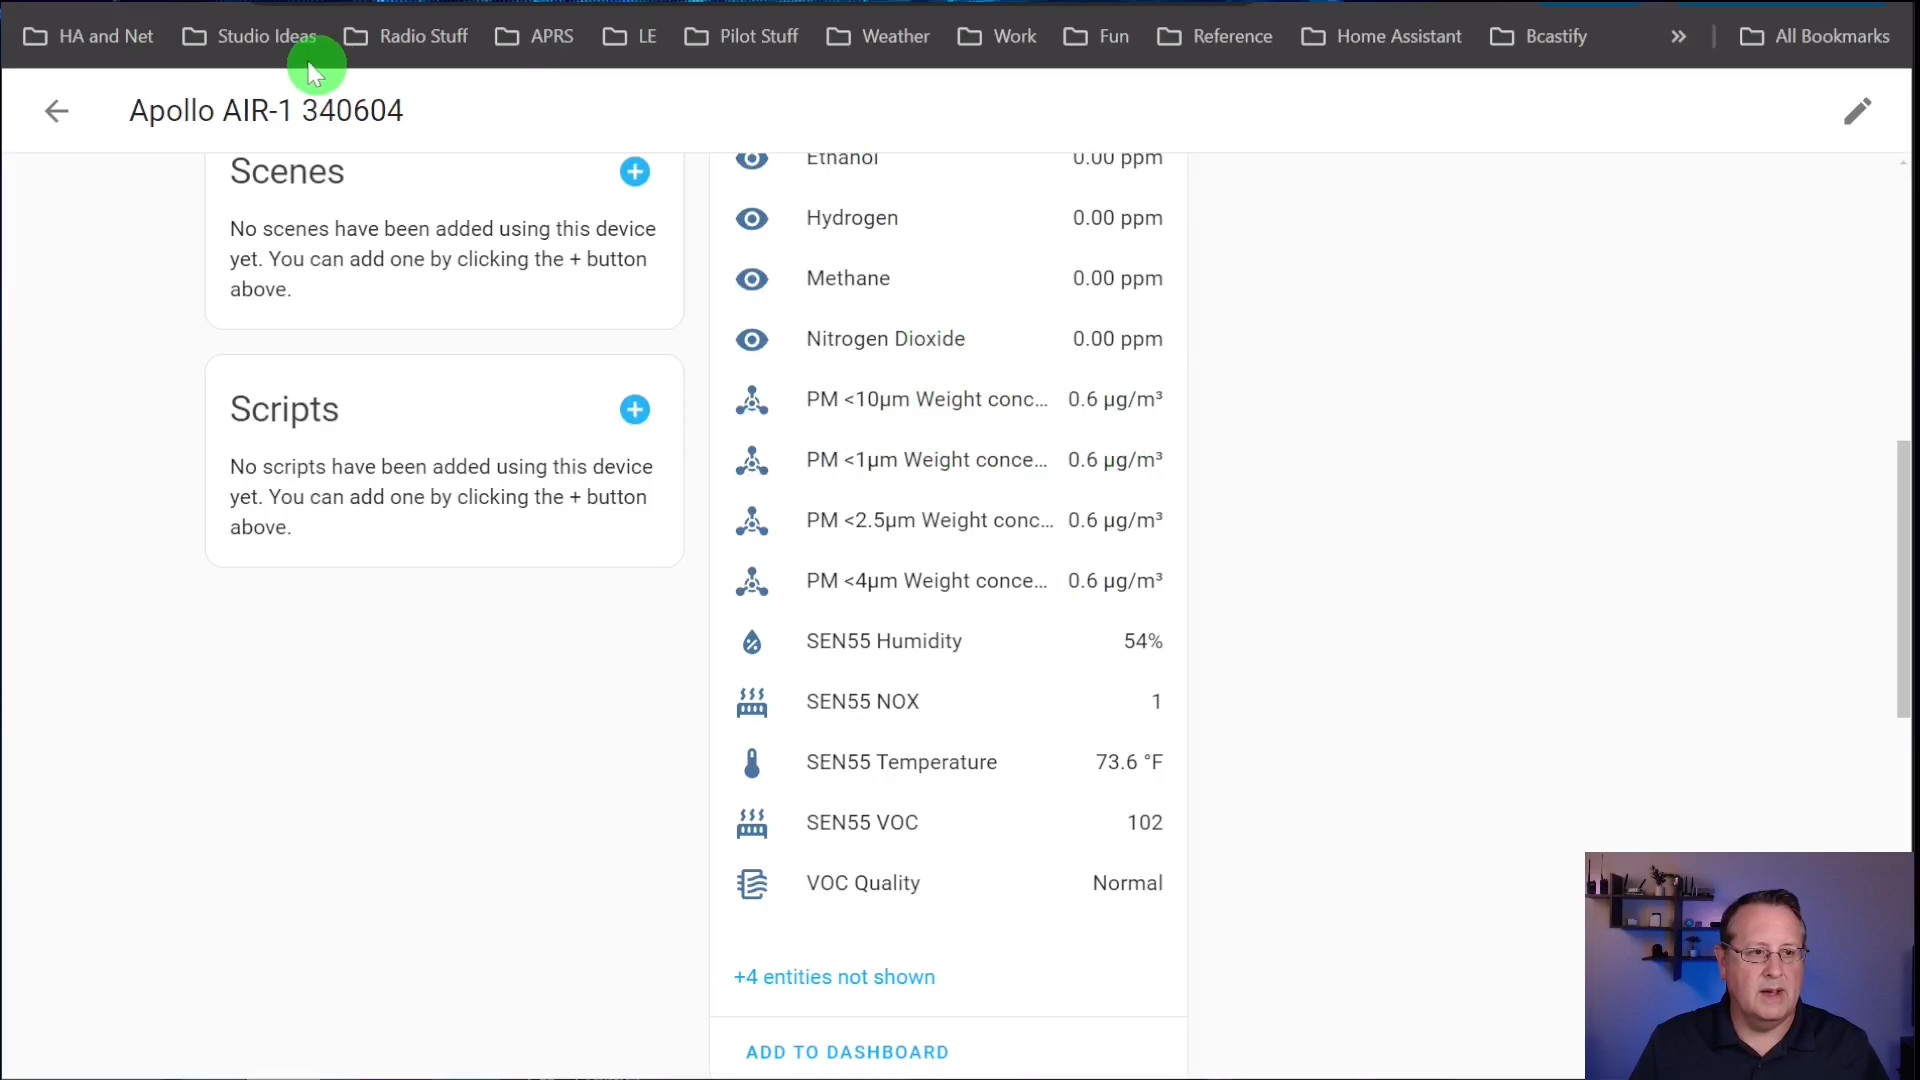 HA and Net
Studio Ideas
Radio Stuff
APRS
LE
Pilot Stuff
Weather
Work
Fun
Reference
Home Assistant
Bcastify
»
All Bookmarks
Apollo AIR-1 340604
Scenes
No scenes have been added using this device
yet. You can add one by clicking the + button
above.
Scripts
No scripts have been added using this device
yet. You can add one by clicking the + button
above.
Ethanol 0.00 ppm
Hydrogen 0.00 ppm
Methane 0.00 ppm
Nitrogen Dioxide 0.00 ppm
PM <10µm Weight conc... 0.6 µg/m³
PM <1µm Weight conce... 0.6 µg/m³
PM <2.5µm Weight conc... 0.6 µg/m³
PM <4µm Weight conce... 0.6 µg/m³
SEN55 Humidity 54%
SEN55 NOX 1
SEN55 Temperature 73.6 °F
SEN55 VOC 102
VOC Quality Normal
+4 entities not shown
ADD TO DASHBOARD